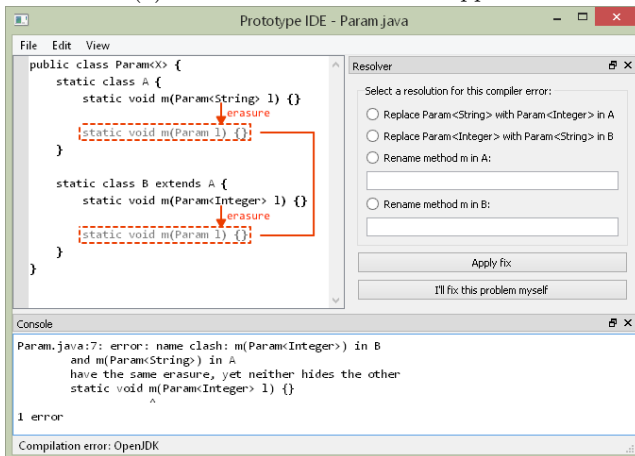 Prototype IDE - Param.java
File Edit View
public class Param<X> {
static class A {
static void m(Param<String> l) {}
erasure
static void m(Param l) {}
}
static class B extends A {
static void m(Param<Integer> l) {}
erasure
static void m(Param l) {}
}
}
Resolver
Select a resolution for this compiler error:
Replace Param<String> with Param<Integer> in A
Replace Param<Integer> with Param<String> in B
Rename method m in A:
Rename method m in B:
Apply fix
I'll fix this problem myself
Console
Param.java:7: error: name clash: m(Param<Integer>) in B
and m(Param<String>) in A
have the same erasure, yet neither hides the other
static void m(Param<Integer> l) {}
^
1 error
Compilation error: OpenJDK